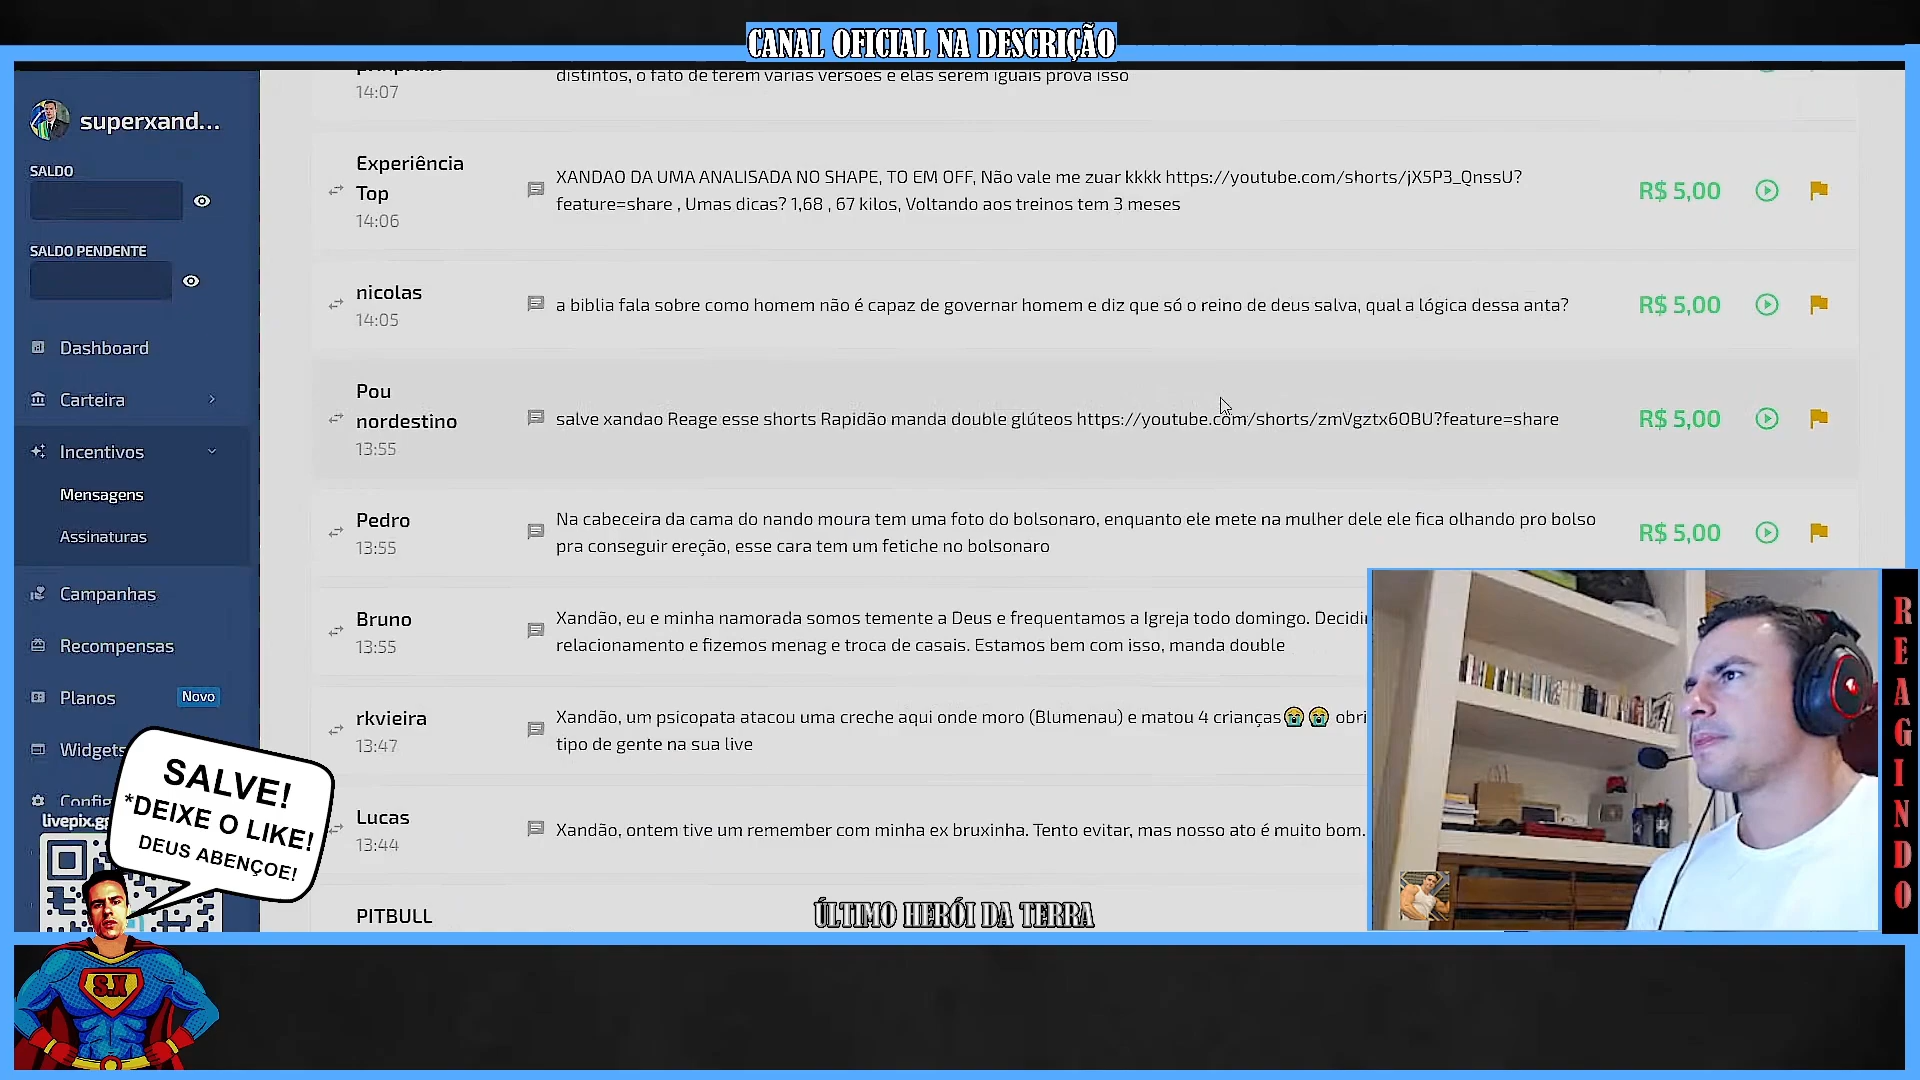 CANAL OFICIAL NA DESCRIÇÃO
superxand...
SALDO
SALDO PENDENTE
Dashboard
Carteira
Incentivos
Mensagens
Assinaturas
Campanhas
Recompensas
Planos
Novo
Widgets
Config
livepix.gg
SALVE!
*DEIXE O LIKE!
DEUS ABENÇOE!
S.X
distintos, o fato de terem varias versoes e elas serem iguais prova isso
14:07
Experiência
Top
14:06
XANDAO DA UMA ANALISADA NO SHAPE, TO EM OFF, Não vale me zuar kkkk https://youtube.com/shorts/jX5P3_QnssU?
feature=share , Umas dicas? 1,68 , 67 kilos, Voltando aos treinos tem 3 meses
R$ 5,00
nicolas
14:05
a biblia fala sobre como homem não é capaz de governar homem e diz que só o reino de deus salva, qual a lógica dessa anta?
R$ 5,00
Pou
nordestino
13:55
salve xandao Reage esse shorts Rapidão manda double glúteos https://youtube.com/shorts/zmVgztx6OBU?feature=share
R$ 5,00
Pedro
13:55
Na cabeceira da cama do nando moura tem uma foto do bolsonaro, enquanto ele mete na mulher dele ele fica olhando pro bolso
pra conseguir ereção, esse cara tem um fetiche no bolsonaro
R$ 5,00
Bruno
13:55
Xandão, eu e minha namorada somos temente a Deus e frequentamos a Igreja todo domingo. Decidir
relacionamento e fizemos menag e troca de casais. Estamos bem com isso, manda double
rkvieira
13:47
Xandão, um psicopata atacou uma creche aqui onde moro (Blumenau) e matou 4 crianças😭😭 obri
tipo de gente na sua live
Lucas
13:44
Xandão, ontem tive um remember com minha ex bruxinha. Tento evitar, mas nosso ato é muito bom.
PITBULL
ÚLTIMO HERÓI DA TERRA
REAGINDO